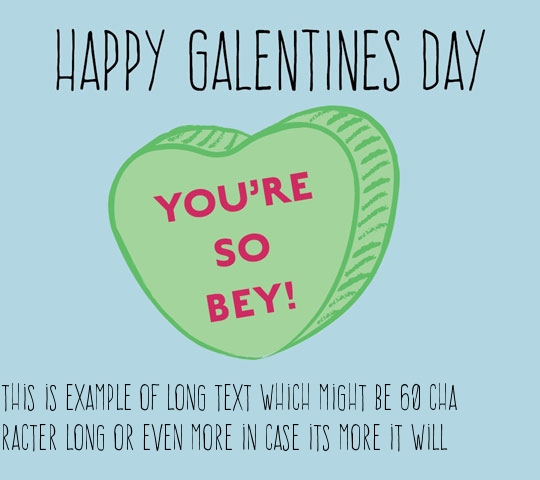 HAPPY GALENTINES DAY
YOU'RE
SO
BEY!
THIS IS EXAMPLE OF LONG TEXT WHICH MIGHT BE 60 CHA
RACTER LONG OR EVEN MORE IN CASE ITS MORE IT WILL